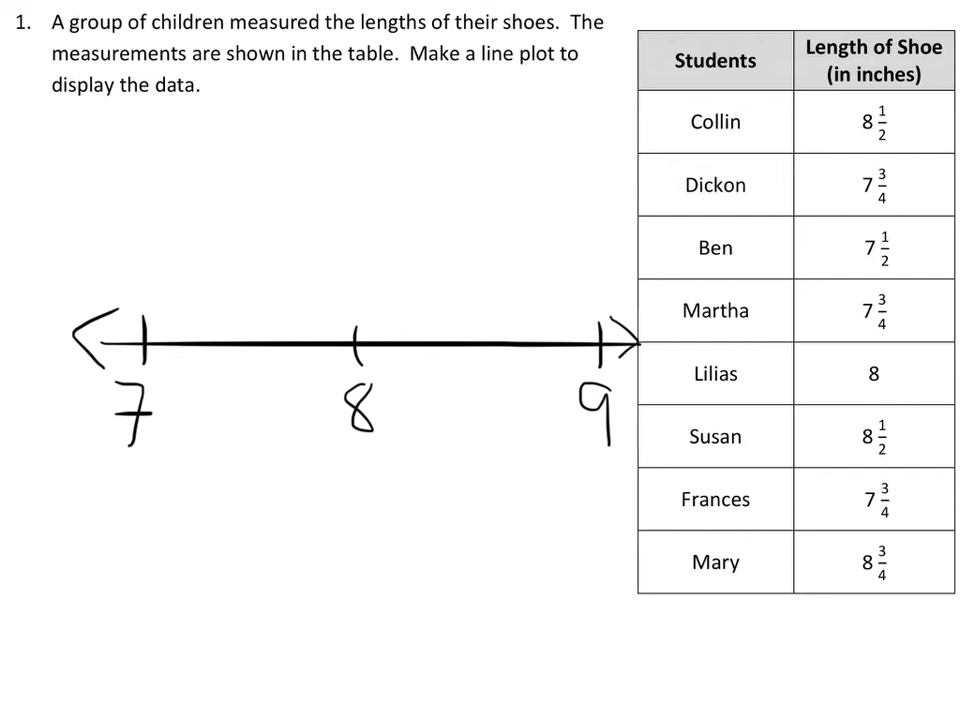 1. A group of children measured the lengths of their shoes. The
measurements are shown in the table. Make a line plot to
display the data.
Students Length of Shoe
(in inches)
Collin 8 1/2
Dickon 7 3/4
Ben 7 1/2
Martha 7 3/4
Lilias 8
Susan 8 1/2
Frances 7 3/4
Mary 8 3/4
7 8 9